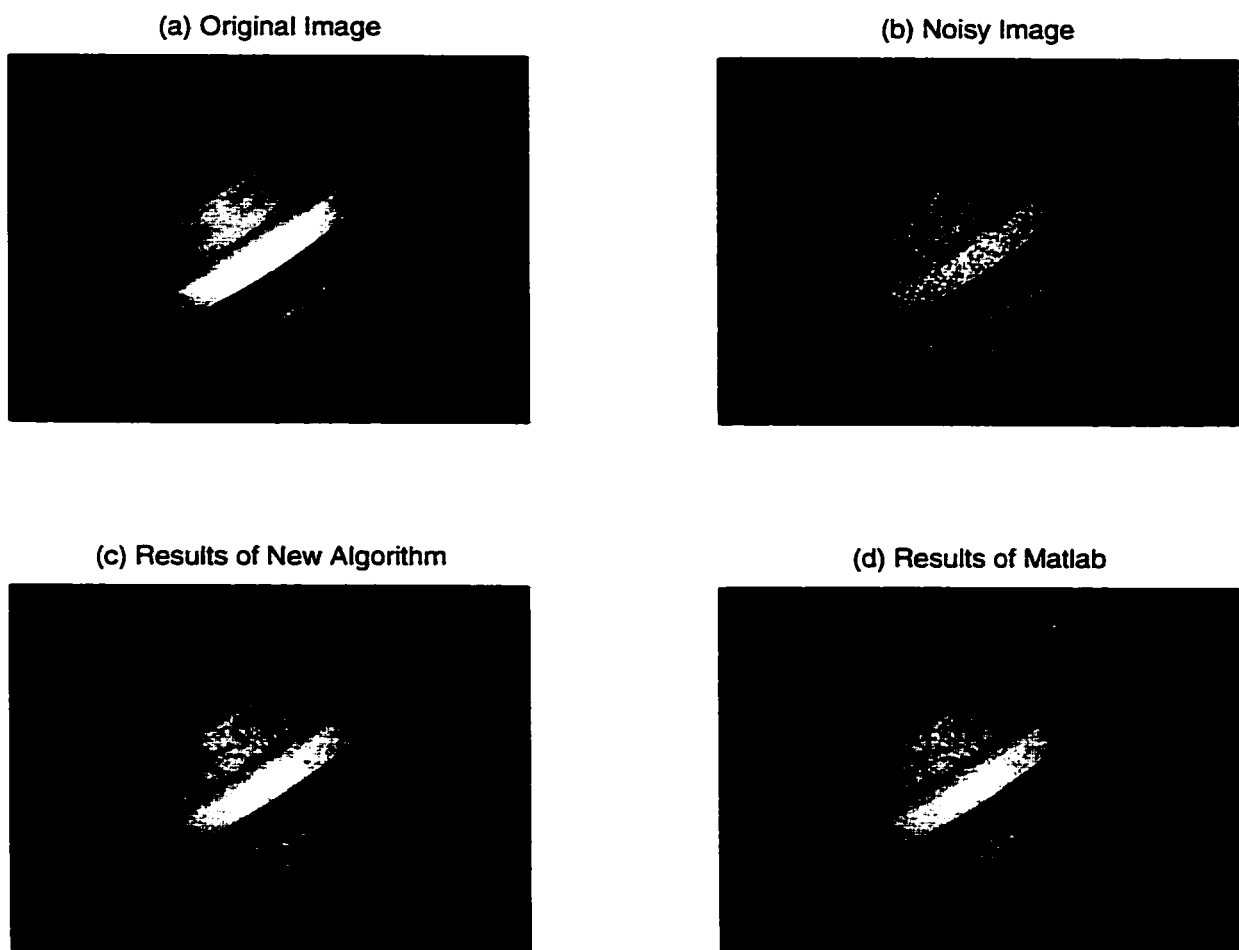 (a) Original Image
(b) Noisy Image
(c) Results of New Algorithm
(d) Results of Matlab